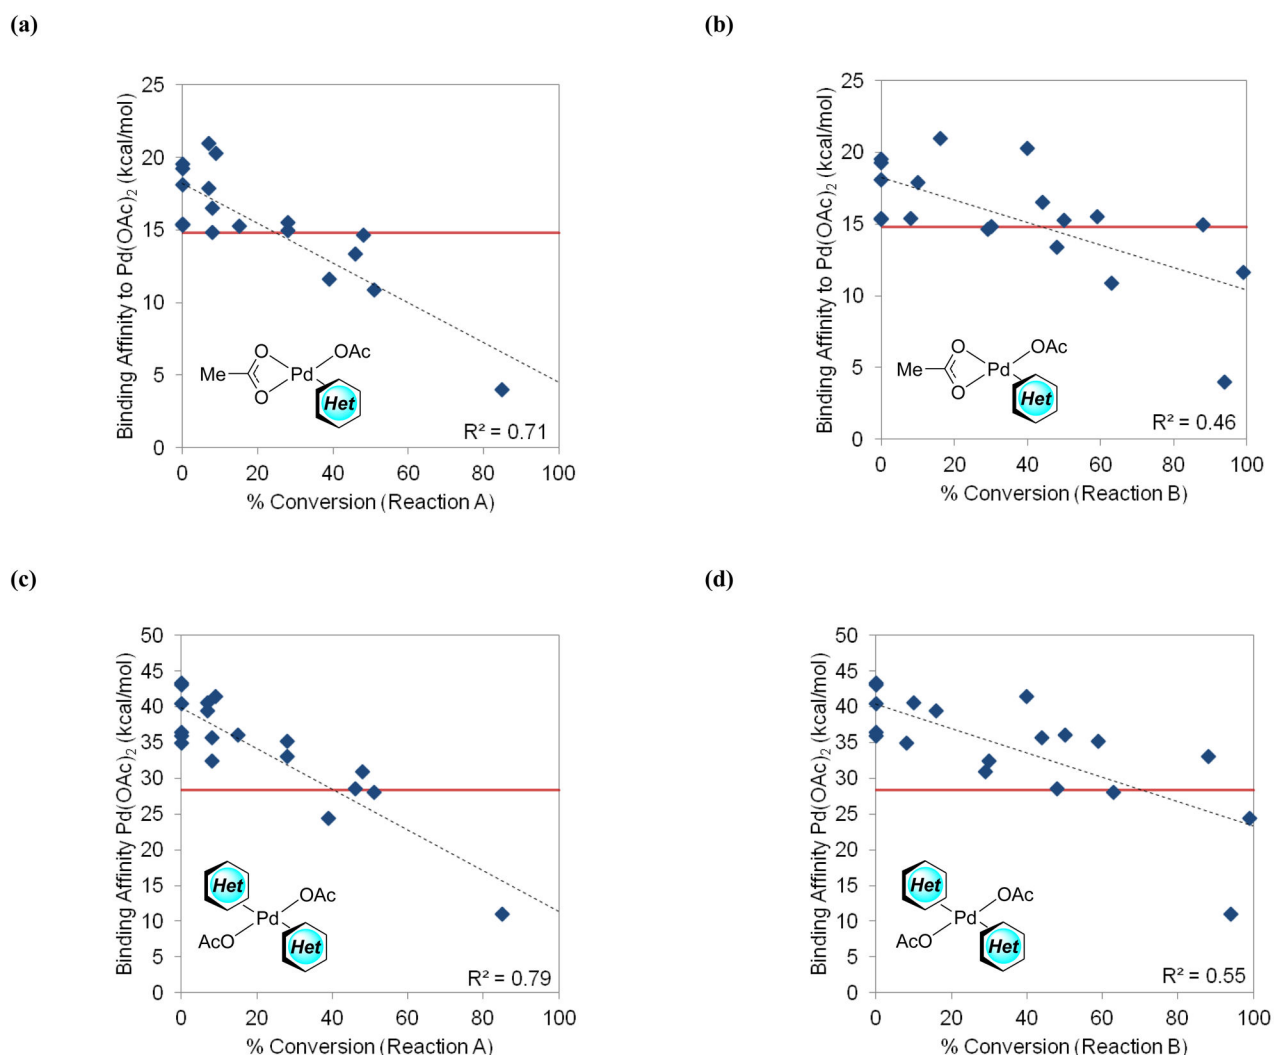 (a)
(b)
Binding Affinity to Pd(OAc)₂ (kcal/mol)
25
20
15
10
5
0
Me
O
O
Pd
OAc
Het
R² = 0.71
0 20 40 60 80 100
% Conversion (Reaction A)
Binding Affinity to Pd(OAc)₂ (kcal/mol)
25
20
15
10
5
0
Me
O
O
Pd
OAc
Het
R² = 0.46
0 20 40 60 80 100
% Conversion (Reaction B)
(c)
(d)
Binding Affinity Pd(OAc)₂ (kcal/mol)
50
45
40
35
30
25
20
15
10
5
0
Het
OAc
Pd
AcO
Het
R² = 0.79
0 20 40 60 80 100
% Conversion (Reaction A)
Binding Affinity Pd(OAc)₂ (kcal/mol)
50
45
40
35
30
25
20
15
10
5
0
Het
OAc
Pd
AcO
Het
R² = 0.55
0 20 40 60 80 100
% Conversion (Reaction B)